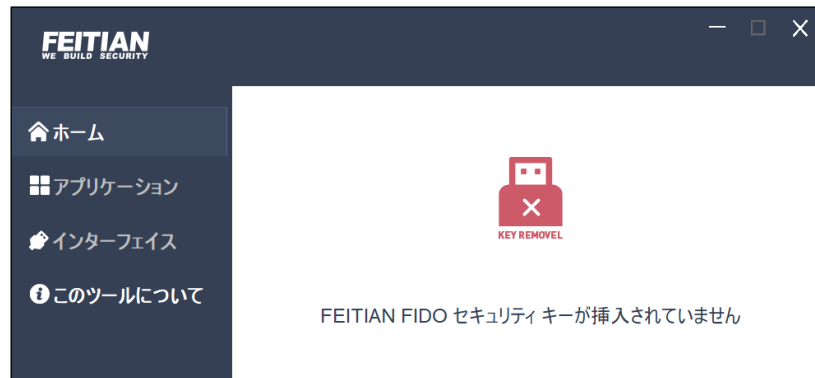 FEITIAN
WE BUILD SECURITY
ホーム
アプリケーション
インターフェイス
このツールについて
KEY REMOVEL
FEITIAN FIDO セキュリティ キーが挿入されていません